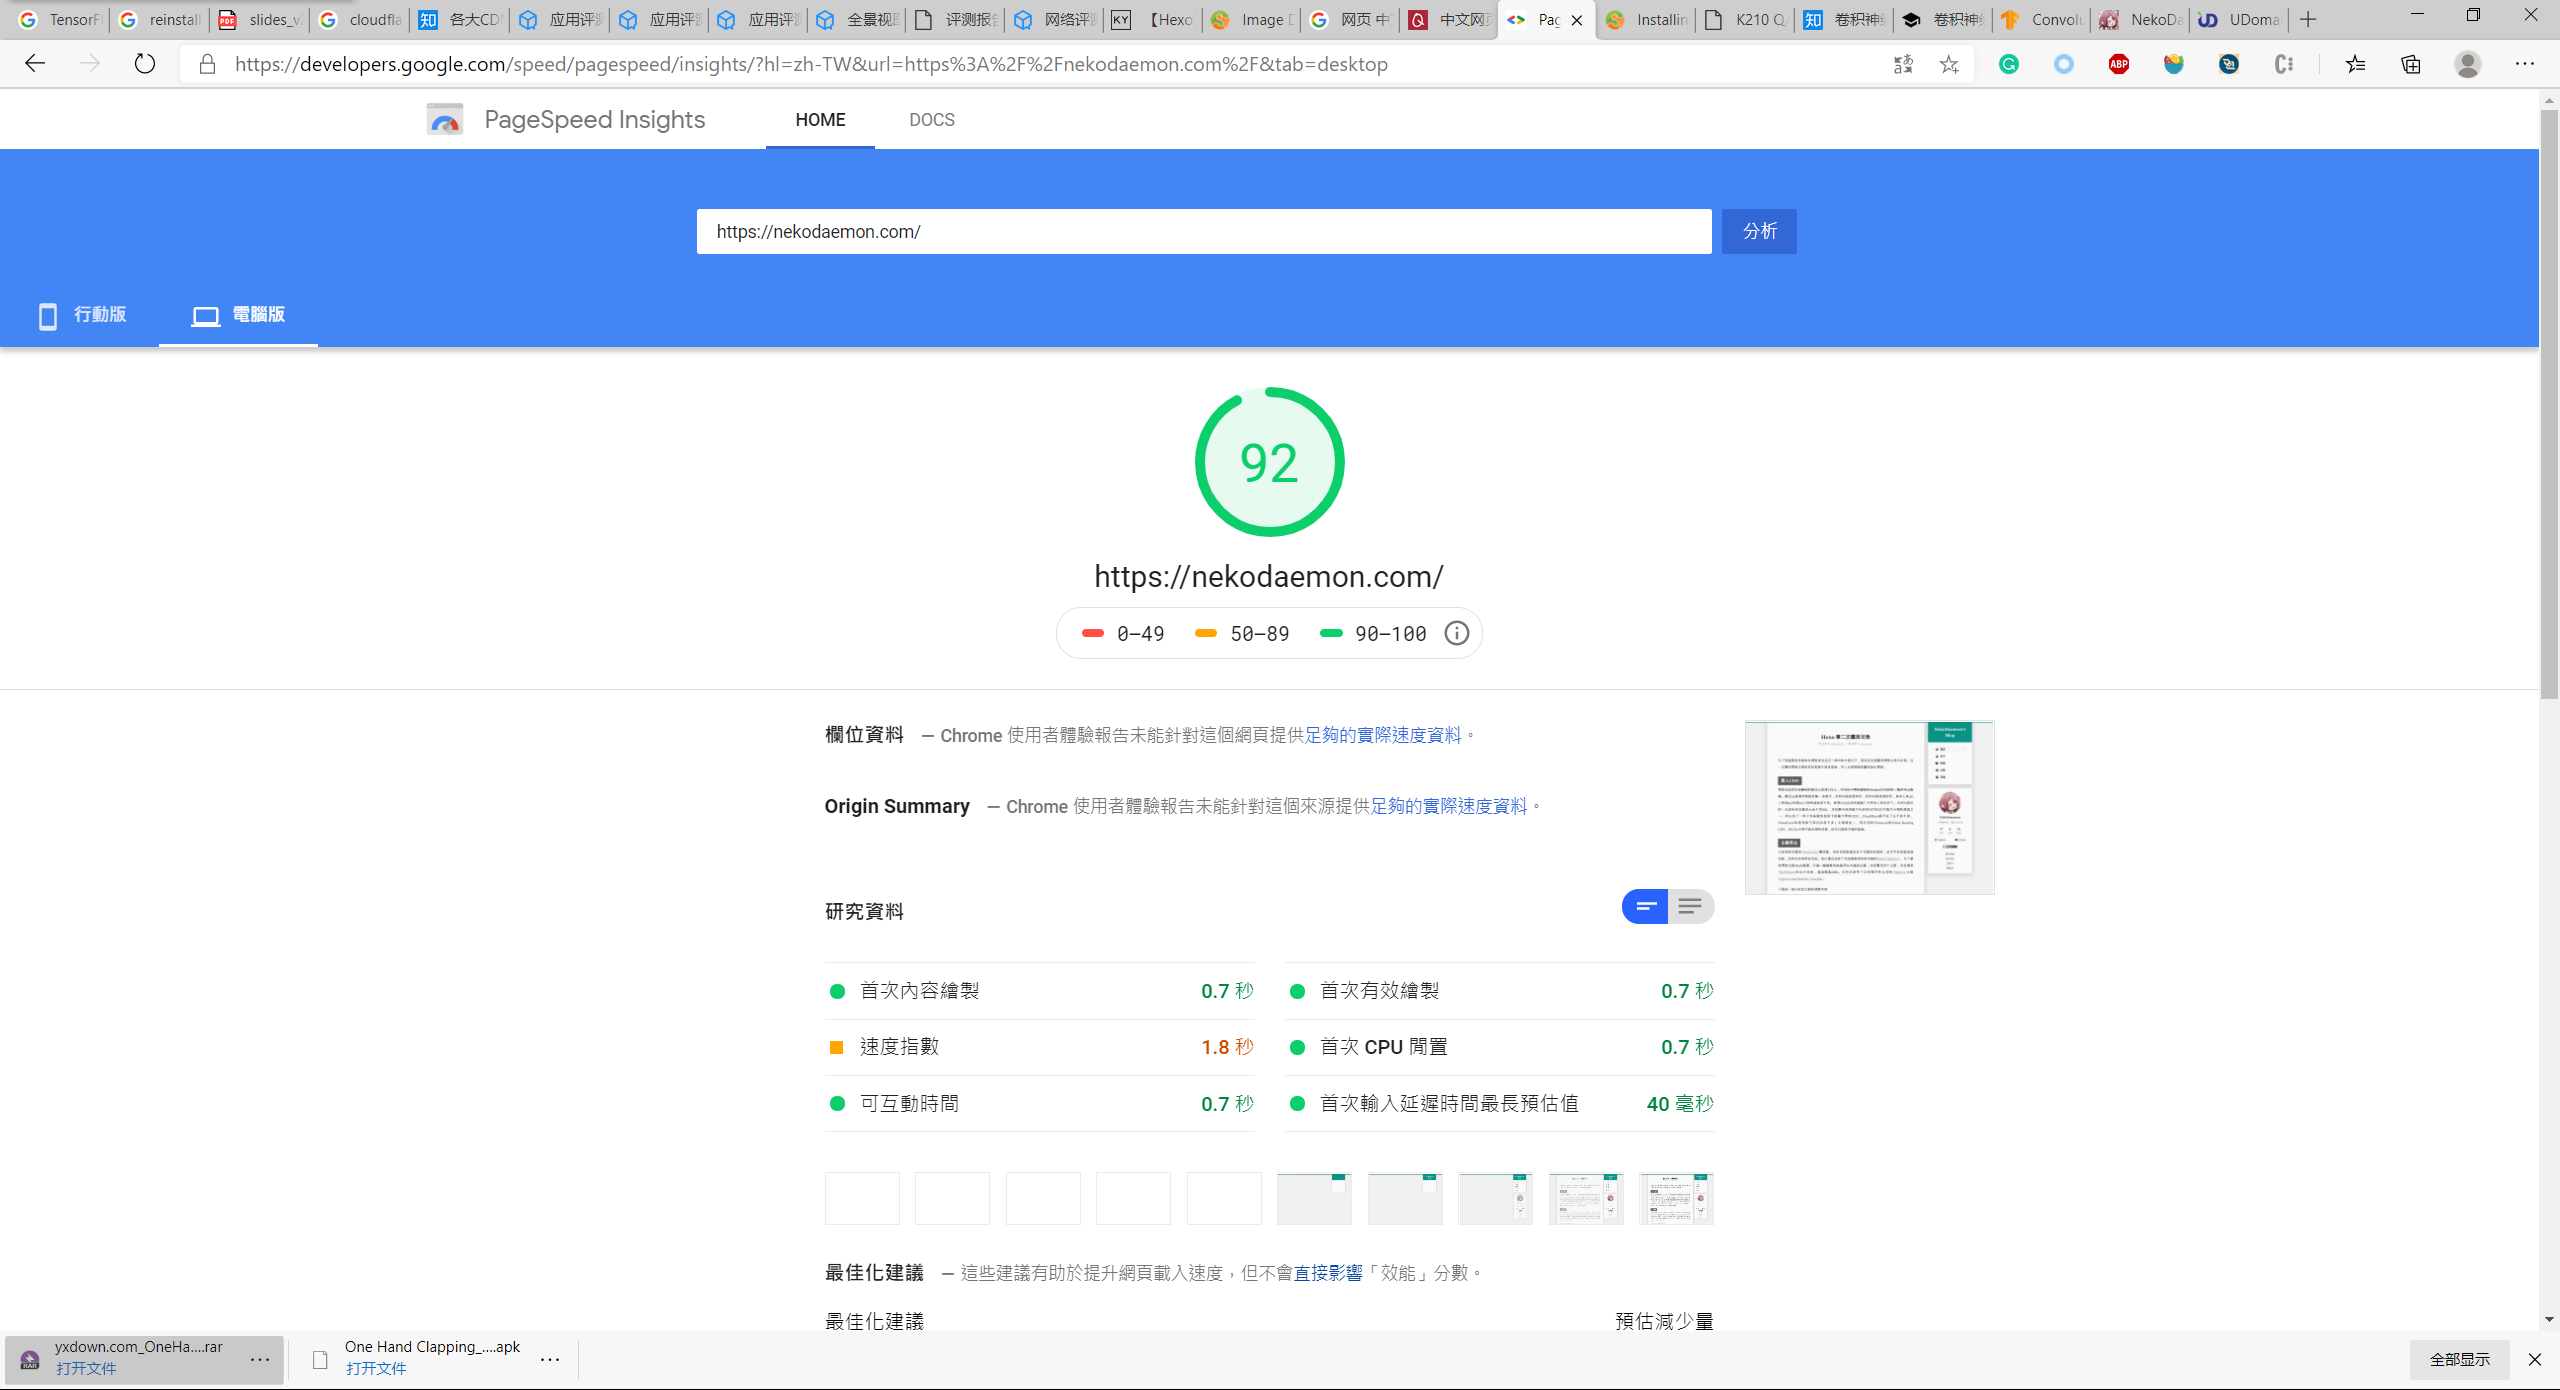 TensorF
reinstall
slides_v
cloudfla
各大CD
应用评测
应用评测
应用评测
全景视
评测报告
网络评测
【Hexo
Image D
网页 中
中文网页
Pag
Installin
K210 Q
卷积神经
卷积神经
Convolu
NekoDa
UDoma
https://developers.google.com/speed/pagespeed/insights/?hl=zh-TW&url=https%3A%2F%2Fnekodaemon.com%2F&tab=desktop
PageSpeed Insights
HOME
DOCS
https://nekodaemon.com/
分析
行動版
電腦版
92
https://nekodaemon.com/
0–49
50–89
90–100
欄位資料 — Chrome 使用者體驗報告未能針對這個網頁提供足夠的實際速度資料。
Origin Summary — Chrome 使用者體驗報告未能針對這個來源提供足夠的實際速度資料。
研究資料
首次內容繪製 0.7 秒
首次有效繪製 0.7 秒
速度指數 1.8 秒
首次 CPU 閒置 0.7 秒
可互動時間 0.7 秒
首次輸入延遲時間最長預估值 40 毫秒
最佳化建議 — 這些建議有助於提升網頁載入速度，但不會直接影響「效能」分數。
最佳化建議
預估減少量
yxdown.com_OneHa....rar
打开文件
One Hand Clapping_....apk
打开文件
全部显示